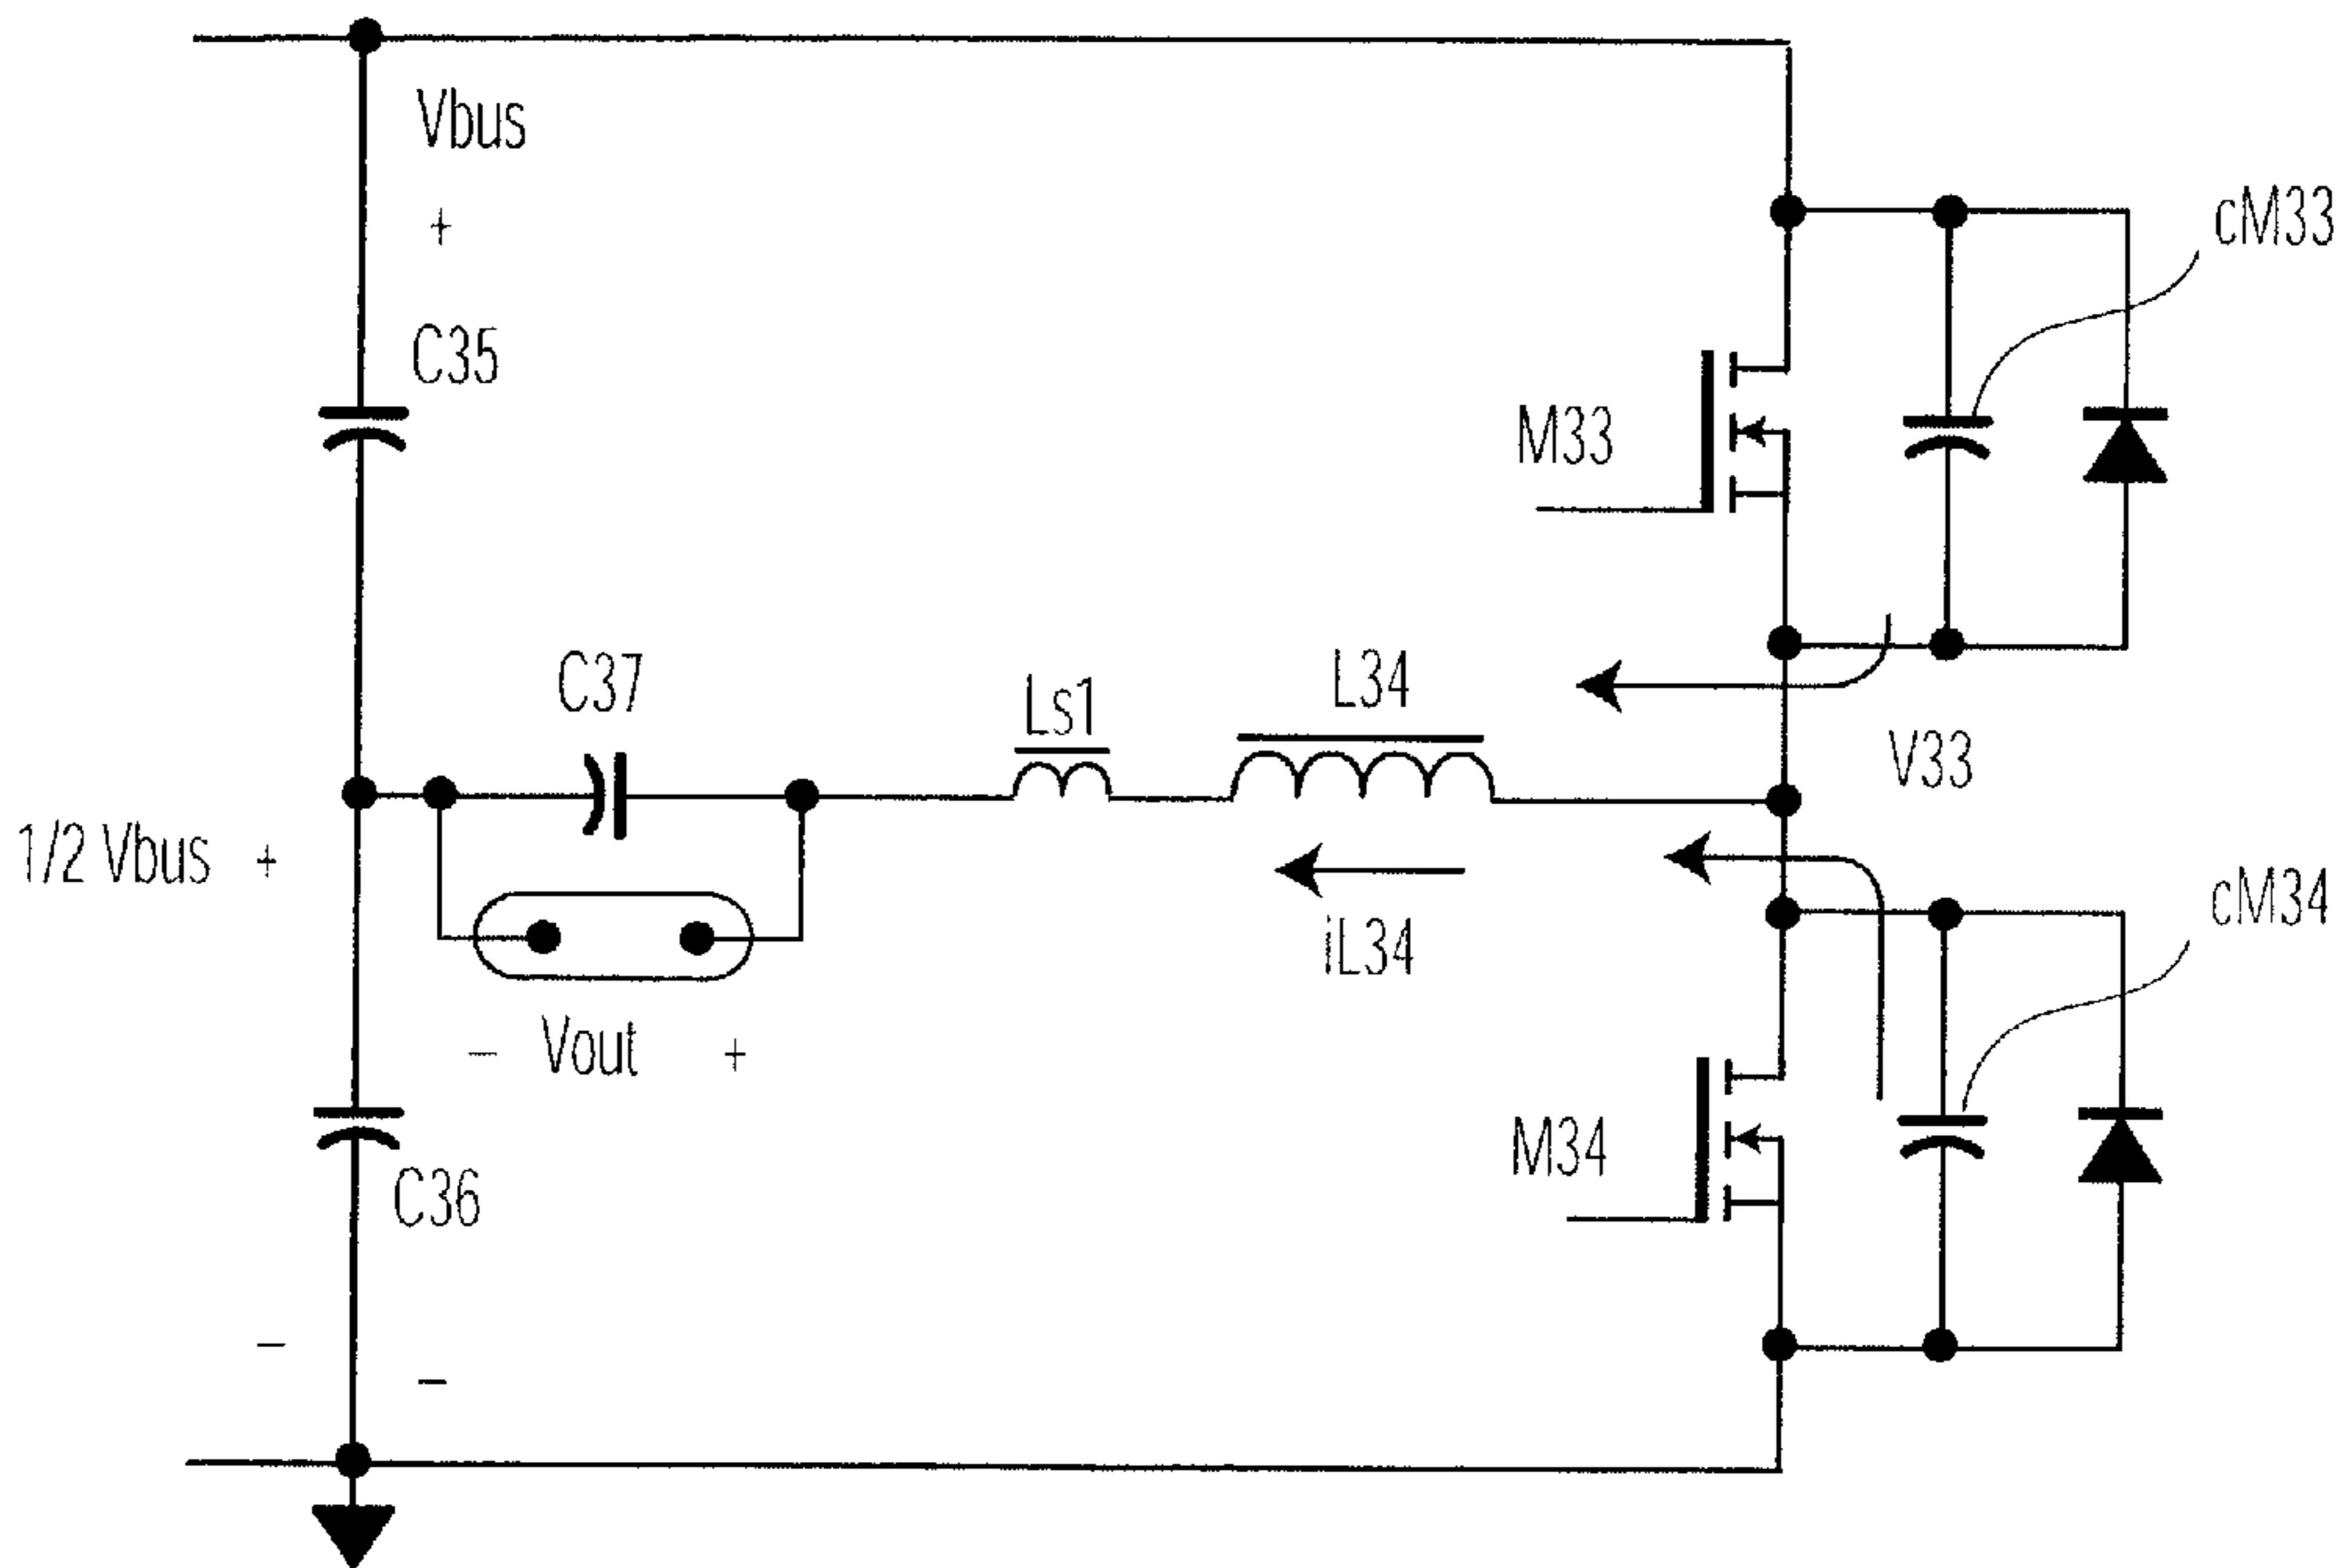 Vbus
+
cM33
C35
M33
C37
Ls1
L34
V33
1/2 Vbus +
cM34
iL34
– Vout +
M34
C36
–
–